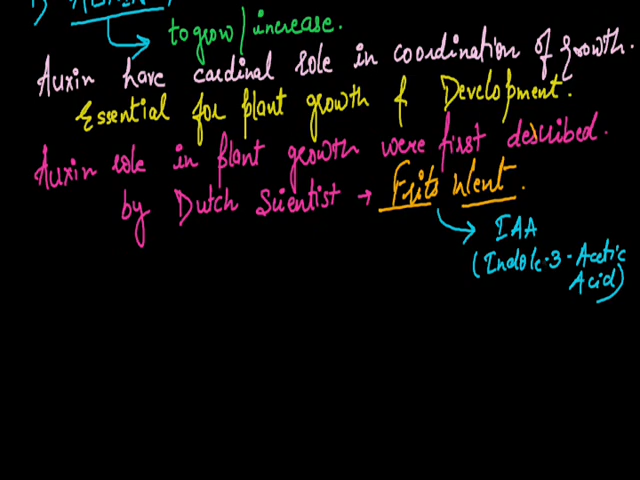 to grow/increase.
Auxin have cardinal role in coordination of growth.
Essential for plant growth & Development.
Auxin role in plant growth were first described.
by Dutch Scientist → Frits Went.
IAA
(Indole-3-Acetic
Acid)